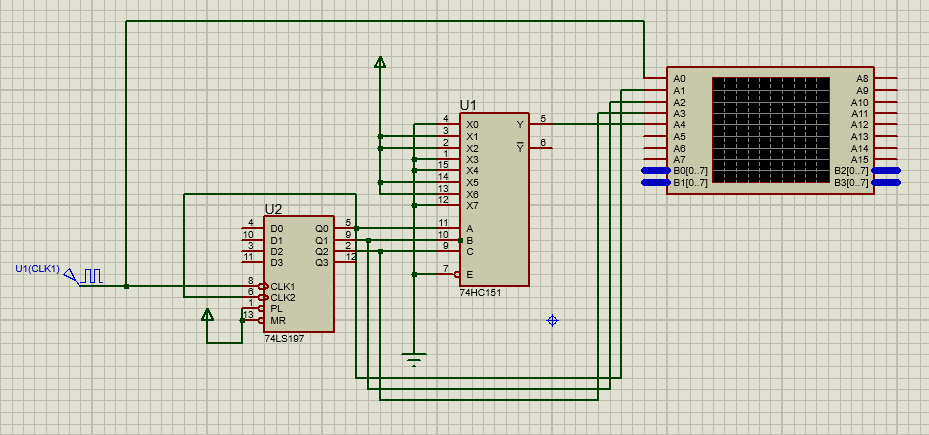 U1
4 X0 Y 5
3 X1
2 X2 Y 6
1 X3
15 X4
14 X5
13 X6
12 X7
11 A
10 B
9 C
7 E
74HC151
A0 A8
A1 A9
A2 A10
A3 A11
A4 A12
A5 A13
A6 A14
A7 A15
B0[0..7] B2[0..7]
B1[0..7] B3[0..7]
U2
4 D0 Q0 5
10 D1 Q1 9
3 D2 Q2 2
11 D3 Q3 12
8 CLK1
6 CLK2
1 PL
13 MR
74LS197
U1(CLK1)